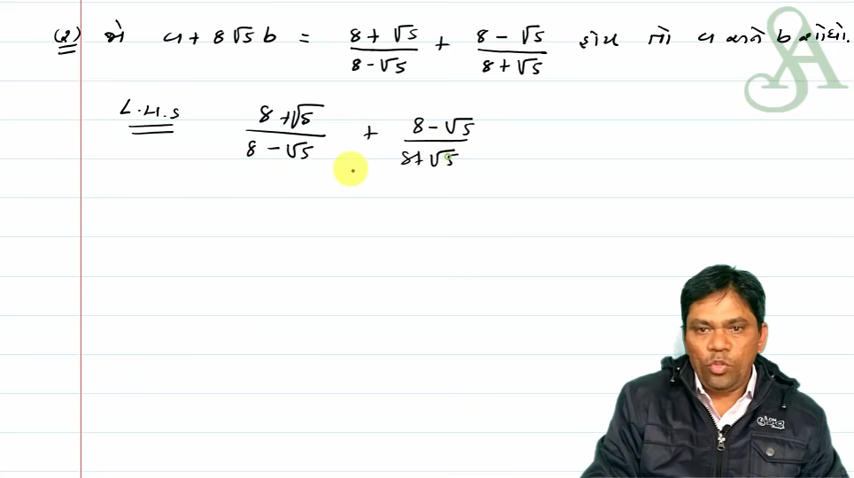 (2) જો a + 8√5 b = 8 + √5 / 8 - √5 + 8 - √5 / 8 + √5 હોય તો a અને b શોધો.
L.H.S 8 + √5 / 8 - √5 + 8 - √5 / 8 + √5